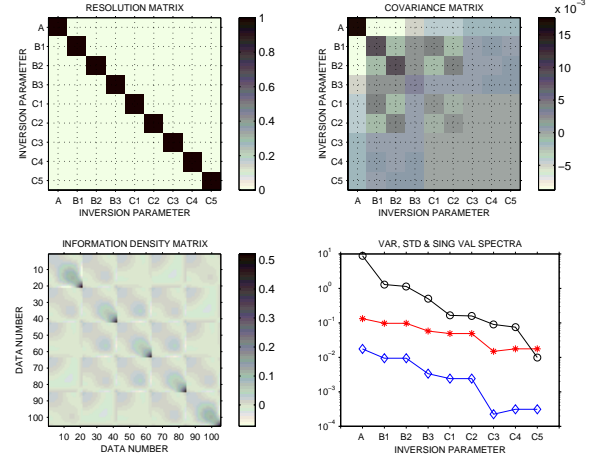 RESOLUTION MATRIX
A
B1
B2
B3
C1
C2
C3
C4
C5
INVERSION PARAMETER
A B1 B2 B3 C1 C2 C3 C4 C5
INVERSION PARAMETER
1
0.8
0.6
0.4
0.2
0
COVARIANCE MATRIX
x 10⁻³
A
B1
B2
B3
C1
C2
C3
C4
C5
INVERSION PARAMETER
A B1 B2 B3 C1 C2 C3 C4 C5
INVERSION PARAMETER
15
10
5
0
−5
INFORMATION DENSITY MATRIX
10
20
30
40
50
60
70
80
90
100
DATA NUMBER
10 20 30 40 50 60 70 80 90 100
DATA NUMBER
0.5
0.4
0.3
0.2
0.1
0
VAR, STD & SING VAL SPECTRA
10¹
10⁰
10⁻¹
10⁻²
10⁻³
10⁻⁴
A B1 B2 B3 C1 C2 C3 C4 C5
INVERSION PARAMETER